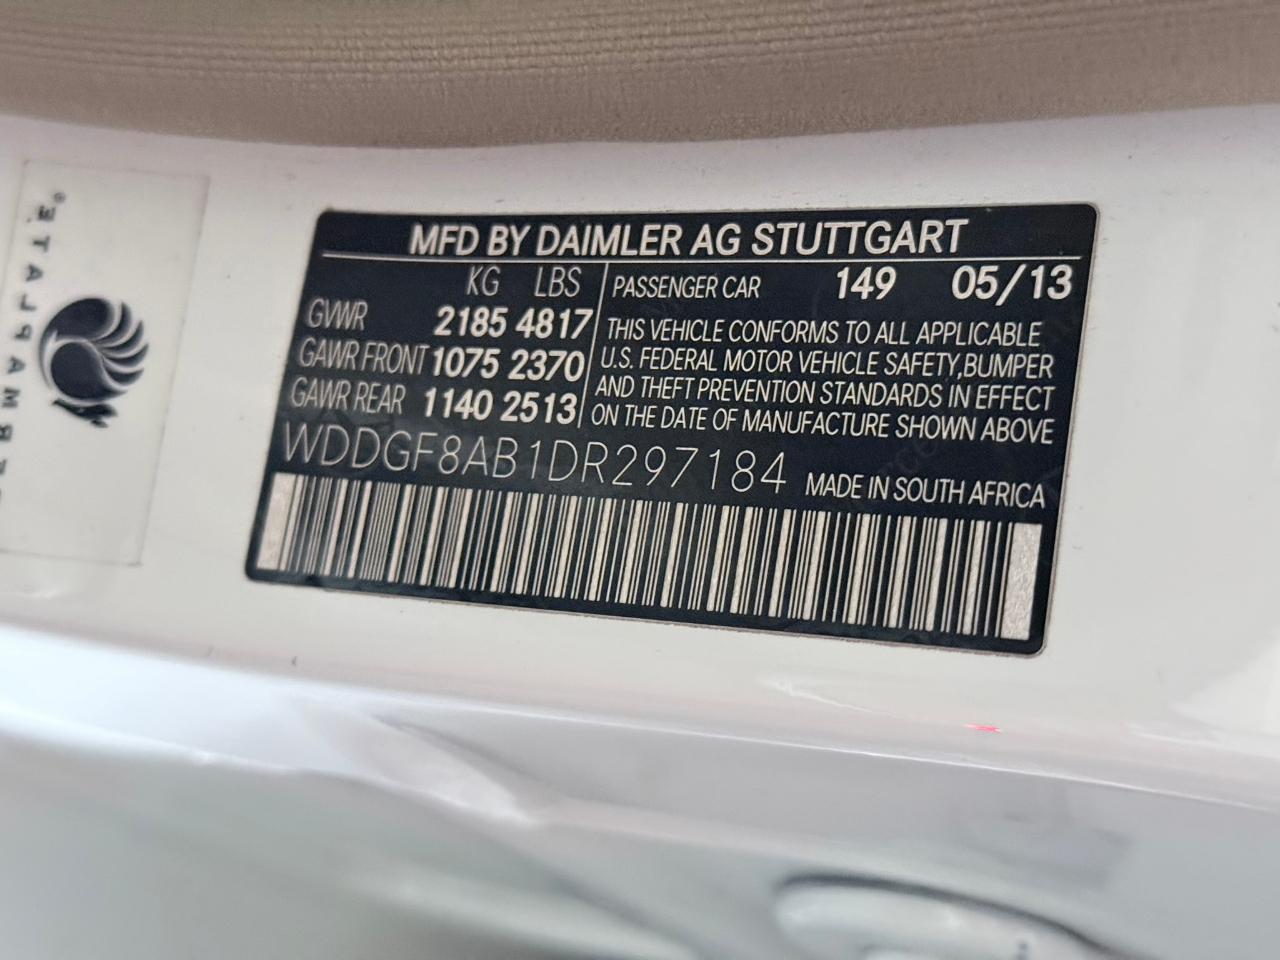 MFD BY DAIMLER AG STUTTGART
KG LBS
GVWR 2185 4817
GAWR FRONT 1075 2370
GAWR REAR 1140 2513
PASSENGER CAR 149 05/13
THIS VEHICLE CONFORMS TO ALL APPLICABLE
U.S. FEDERAL MOTOR VEHICLE SAFETY,BUMPER
AND THEFT PREVENTION STANDARDS IN EFFECT
ON THE DATE OF MANUFACTURE SHOWN ABOVE
WDDGF8AB1DR297184 MADE IN SOUTH AFRICA